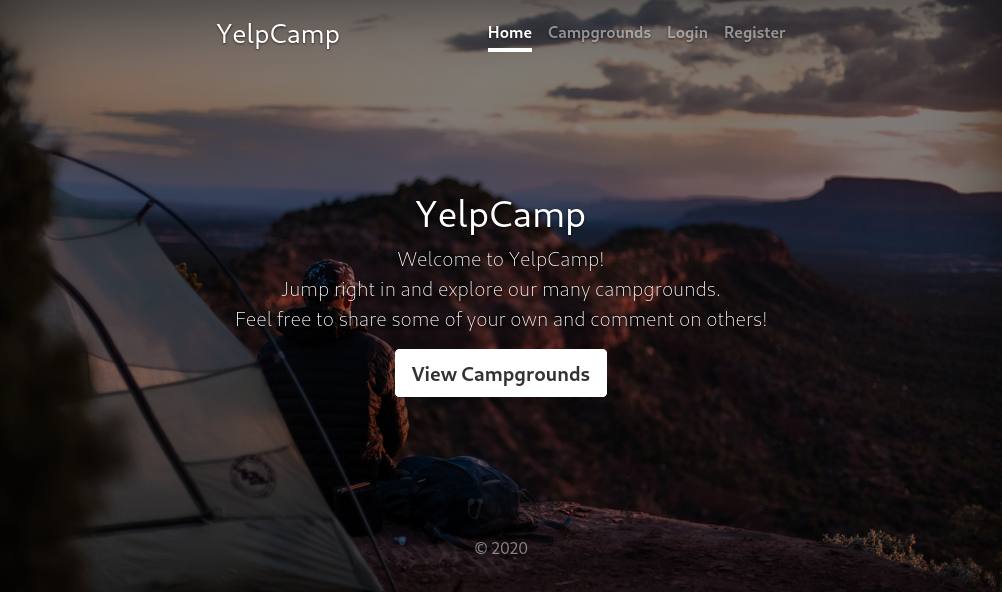 YelpCamp
Home Campgrounds Login Register
YelpCamp
Welcome to YelpCamp!
Jump right in and explore our many campgrounds.
Feel free to share some of your own and comment on others!
View Campgrounds
© 2020